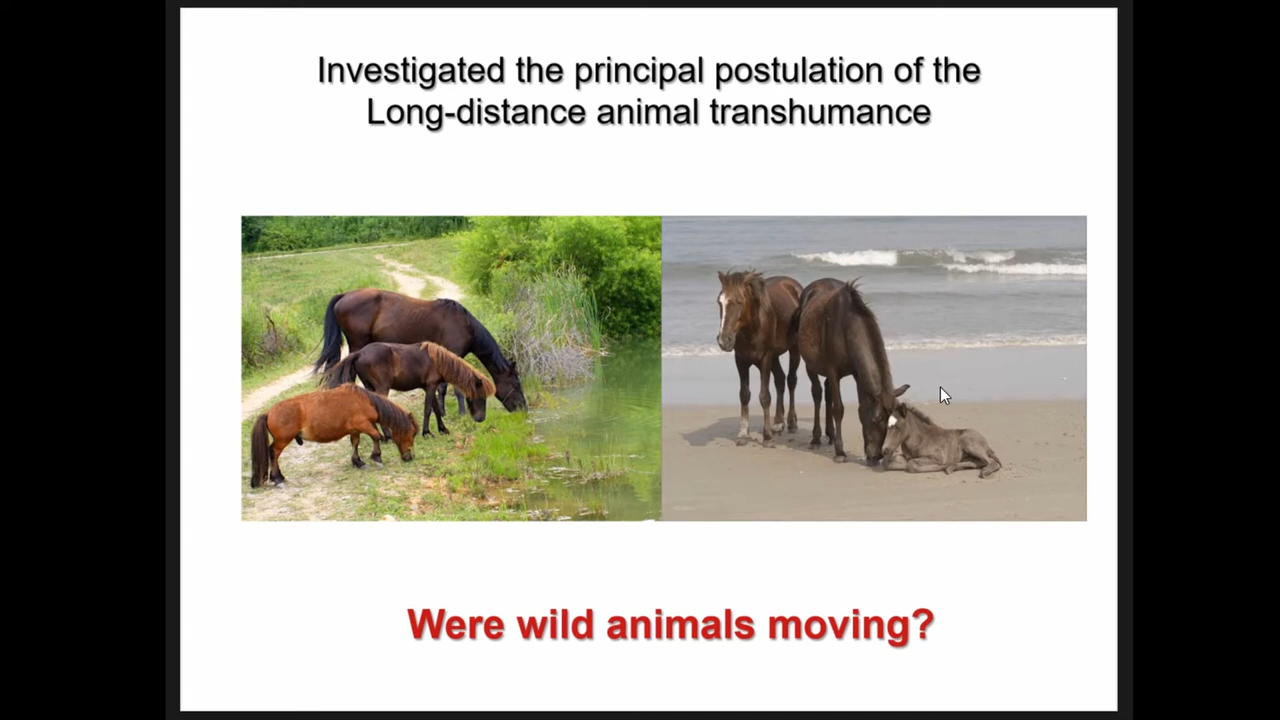 Investigated the principal postulation of the
Long-distance animal transhumance
Were wild animals moving?